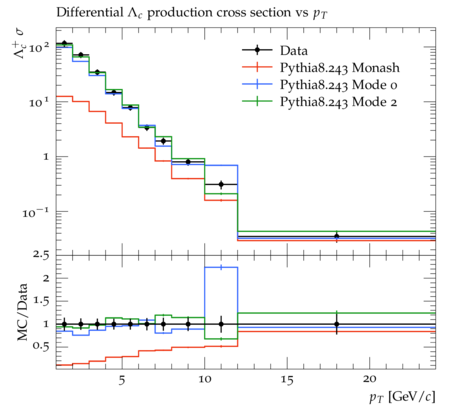 Differential Λc production cross section vs pT
Λc+ σ
10²
10¹
1
10⁻¹
Data
Pythia8.243 Monash
Pythia8.243 Mode 0
Pythia8.243 Mode 2
MC/Data
2.5
2
1.5
1
0.5
5
10
15
20
pT [GeV/c]